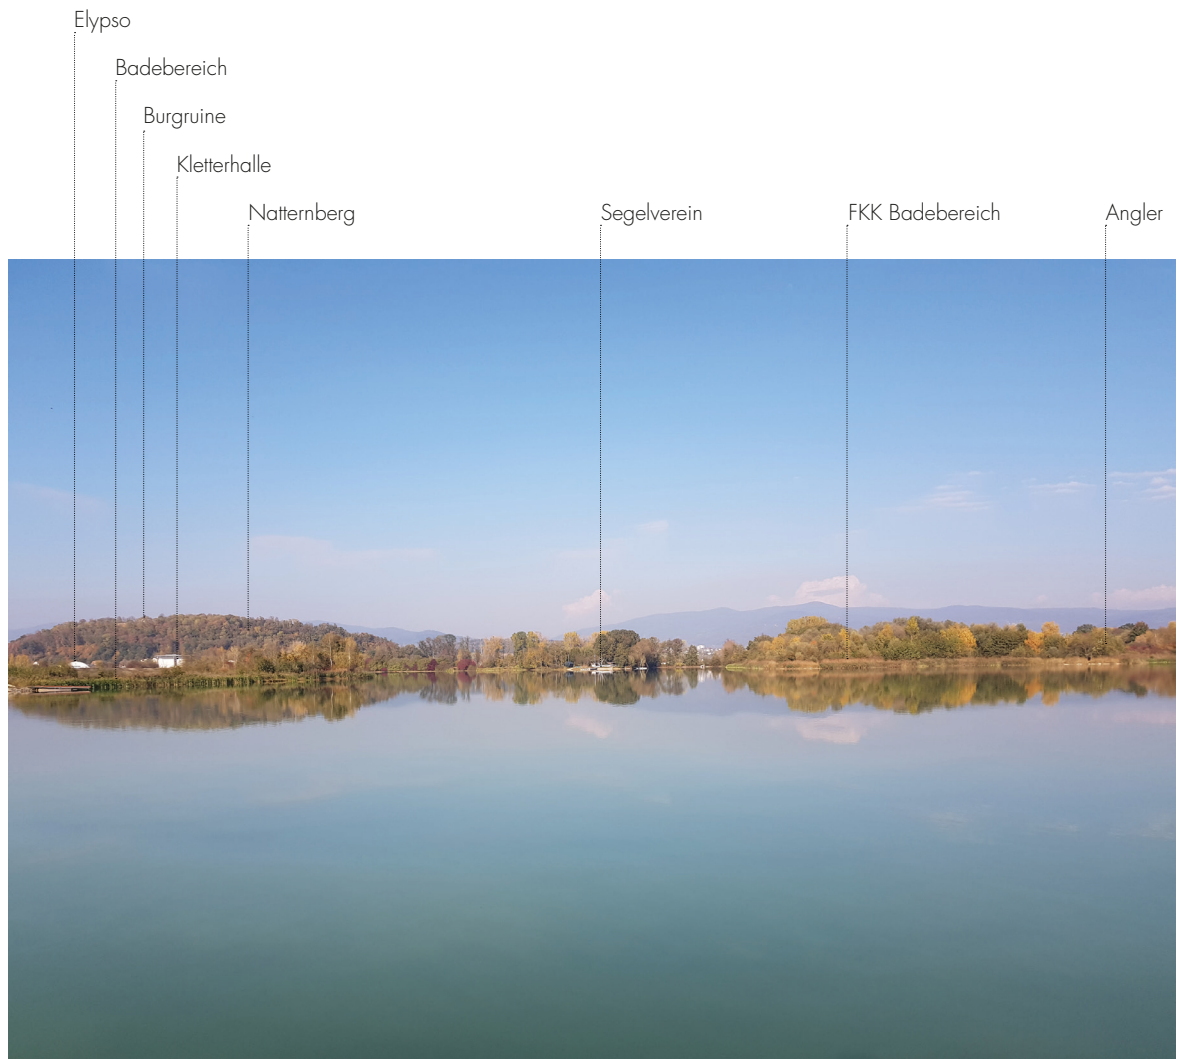 Elypso
Badebereich
Burgruine
Kletterhalle
Natternberg
Segelverein
FKK Badebereich
Angler